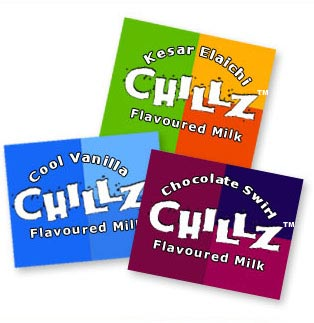 Kesar Elaichi
CHILLZ™
Flavoured Milk
Cool Vanilla
CHILLZ
Flavoured Milk
Chocolate Swirl
CHILLZ™
Flavoured Milk